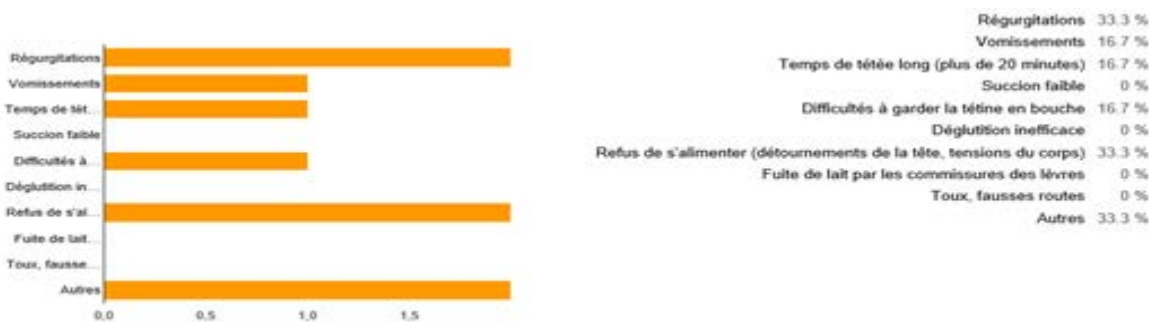 Régurgitations
Vomissements
Temps de tét...
Succion faible
Difficultés à...
Déglutition in...
Refus de s'al...
Fuite de lait...
Toux, fausse...
Autres
0,0 0,5 1,0 1,5
Régurgitations 33.3 %
Vomissements 16.7 %
Temps de tétée long (plus de 20 minutes) 16.7 %
Succion faible 0 %
Difficultés à garder la tétine en bouche 16.7 %
Déglutition inefficace 0 %
Refus de s'alimenter (détournements de la tête, tensions du corps) 33.3 %
Fuite de lait par les commissures des lèvres 0 %
Toux, fausses routes 0 %
Autres 33.3 %